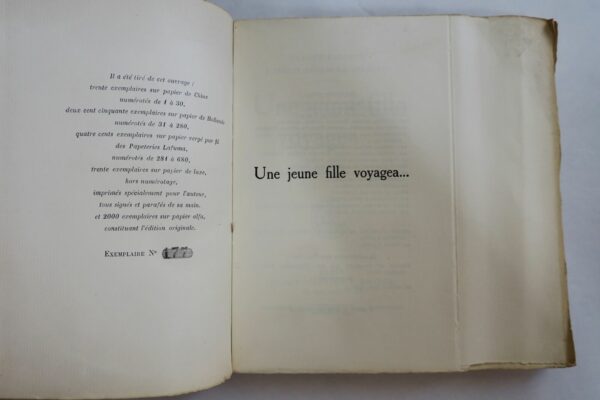 Il a été tiré de cet ouvrage :
trente exemplaires sur papier de Chine
numérotés de 1 à 30,
deux cent cinquante exemplaires sur papier de Hollande
numérotés de 31 à 280,
quatre cents exemplaires sur papier vergé pur fil
des Papeteries Lafuma,
numérotés de 281 à 680,
trente exemplaires sur papier de luxe,
hors numérotage,
imprimés spécialement pour l'auteur,
tous signés et parafés de sa main.
et 2000 exemplaires sur papier alfa,
constituant l'édition originale.
EXEMPLAIRE Nº 177
Une jeune fille voyagea...